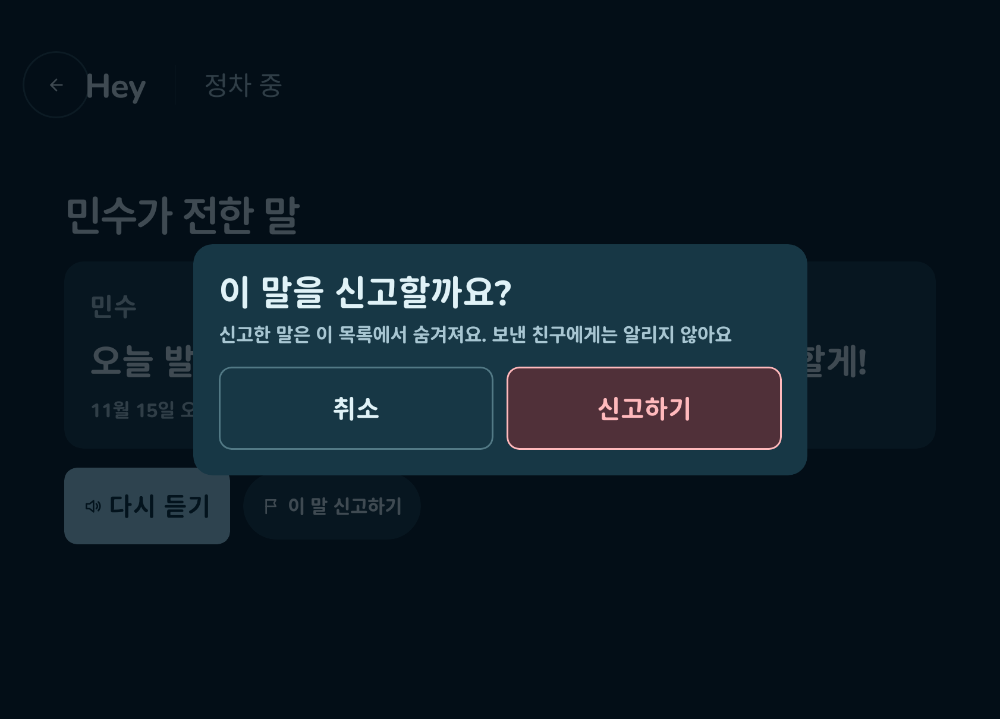 Hey
정차 중
민수가 전한 말
이 말을 신고할까요?
신고한 말은 이 목록에서 숨겨져요. 보낸 친구에게는 알리지 않아요
취소
신고하기
민수
오늘
할게!
11월 15일
다시 듣기
이 말 신고하기